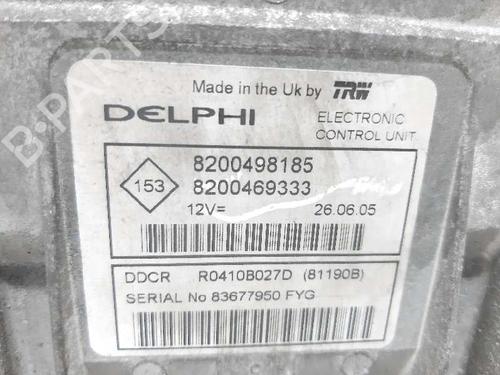 Made in the Uk by TRW
DELPHI
ELECTRONIC
CONTROL UNIT
153
8200498185
8200469333
12V= 26.06.05
DDCR R0410B027D (81190B)
SERIAL No 83677950 FYG
B-PARTS